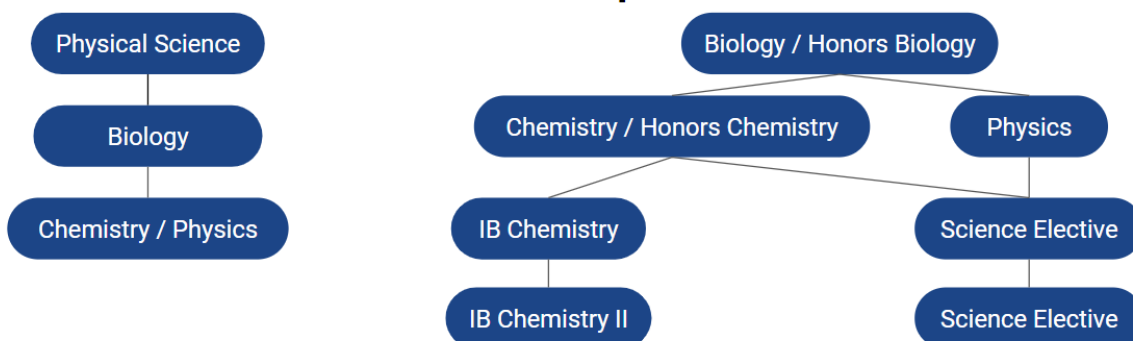 Physical Science
Biology
Chemistry / Physics
Biology / Honors Biology
Chemistry / Honors Chemistry
Physics
IB Chemistry
Science Elective
IB Chemistry II
Science Elective